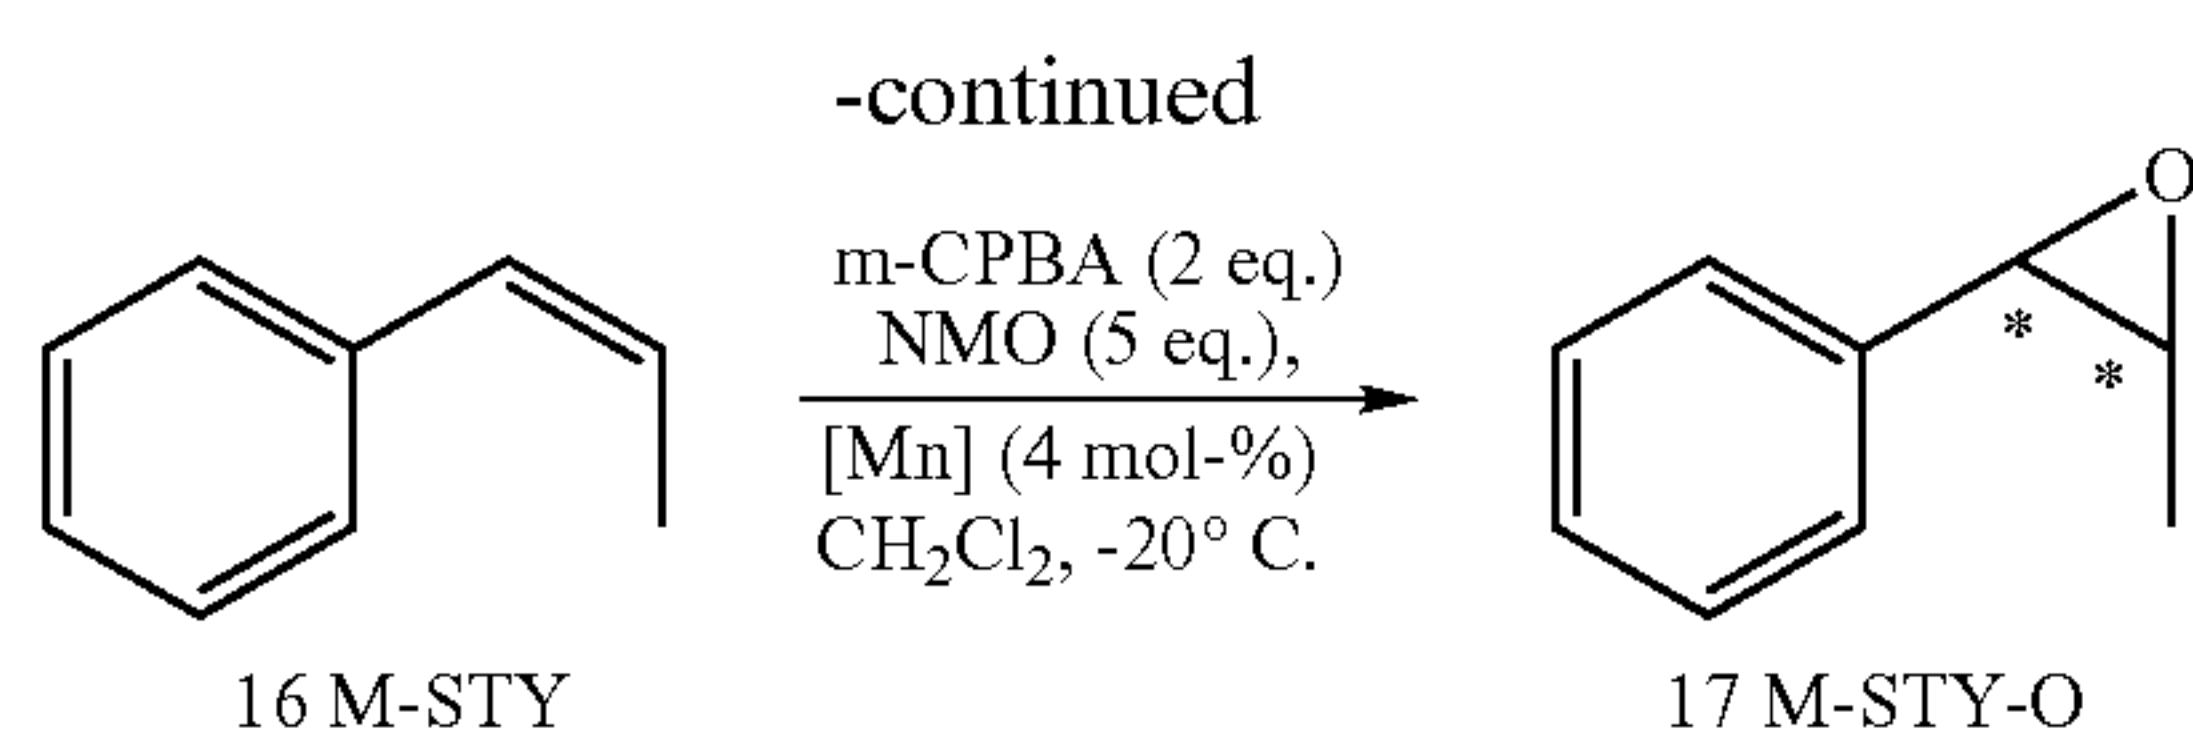 -continued
O
m-CPBA (2 eq.)
NMO (5 eq.),
*
*
[Mn] (4 mol-%)
CH₂Cl₂, -20° C.
16 M-STY
17 M-STY-O